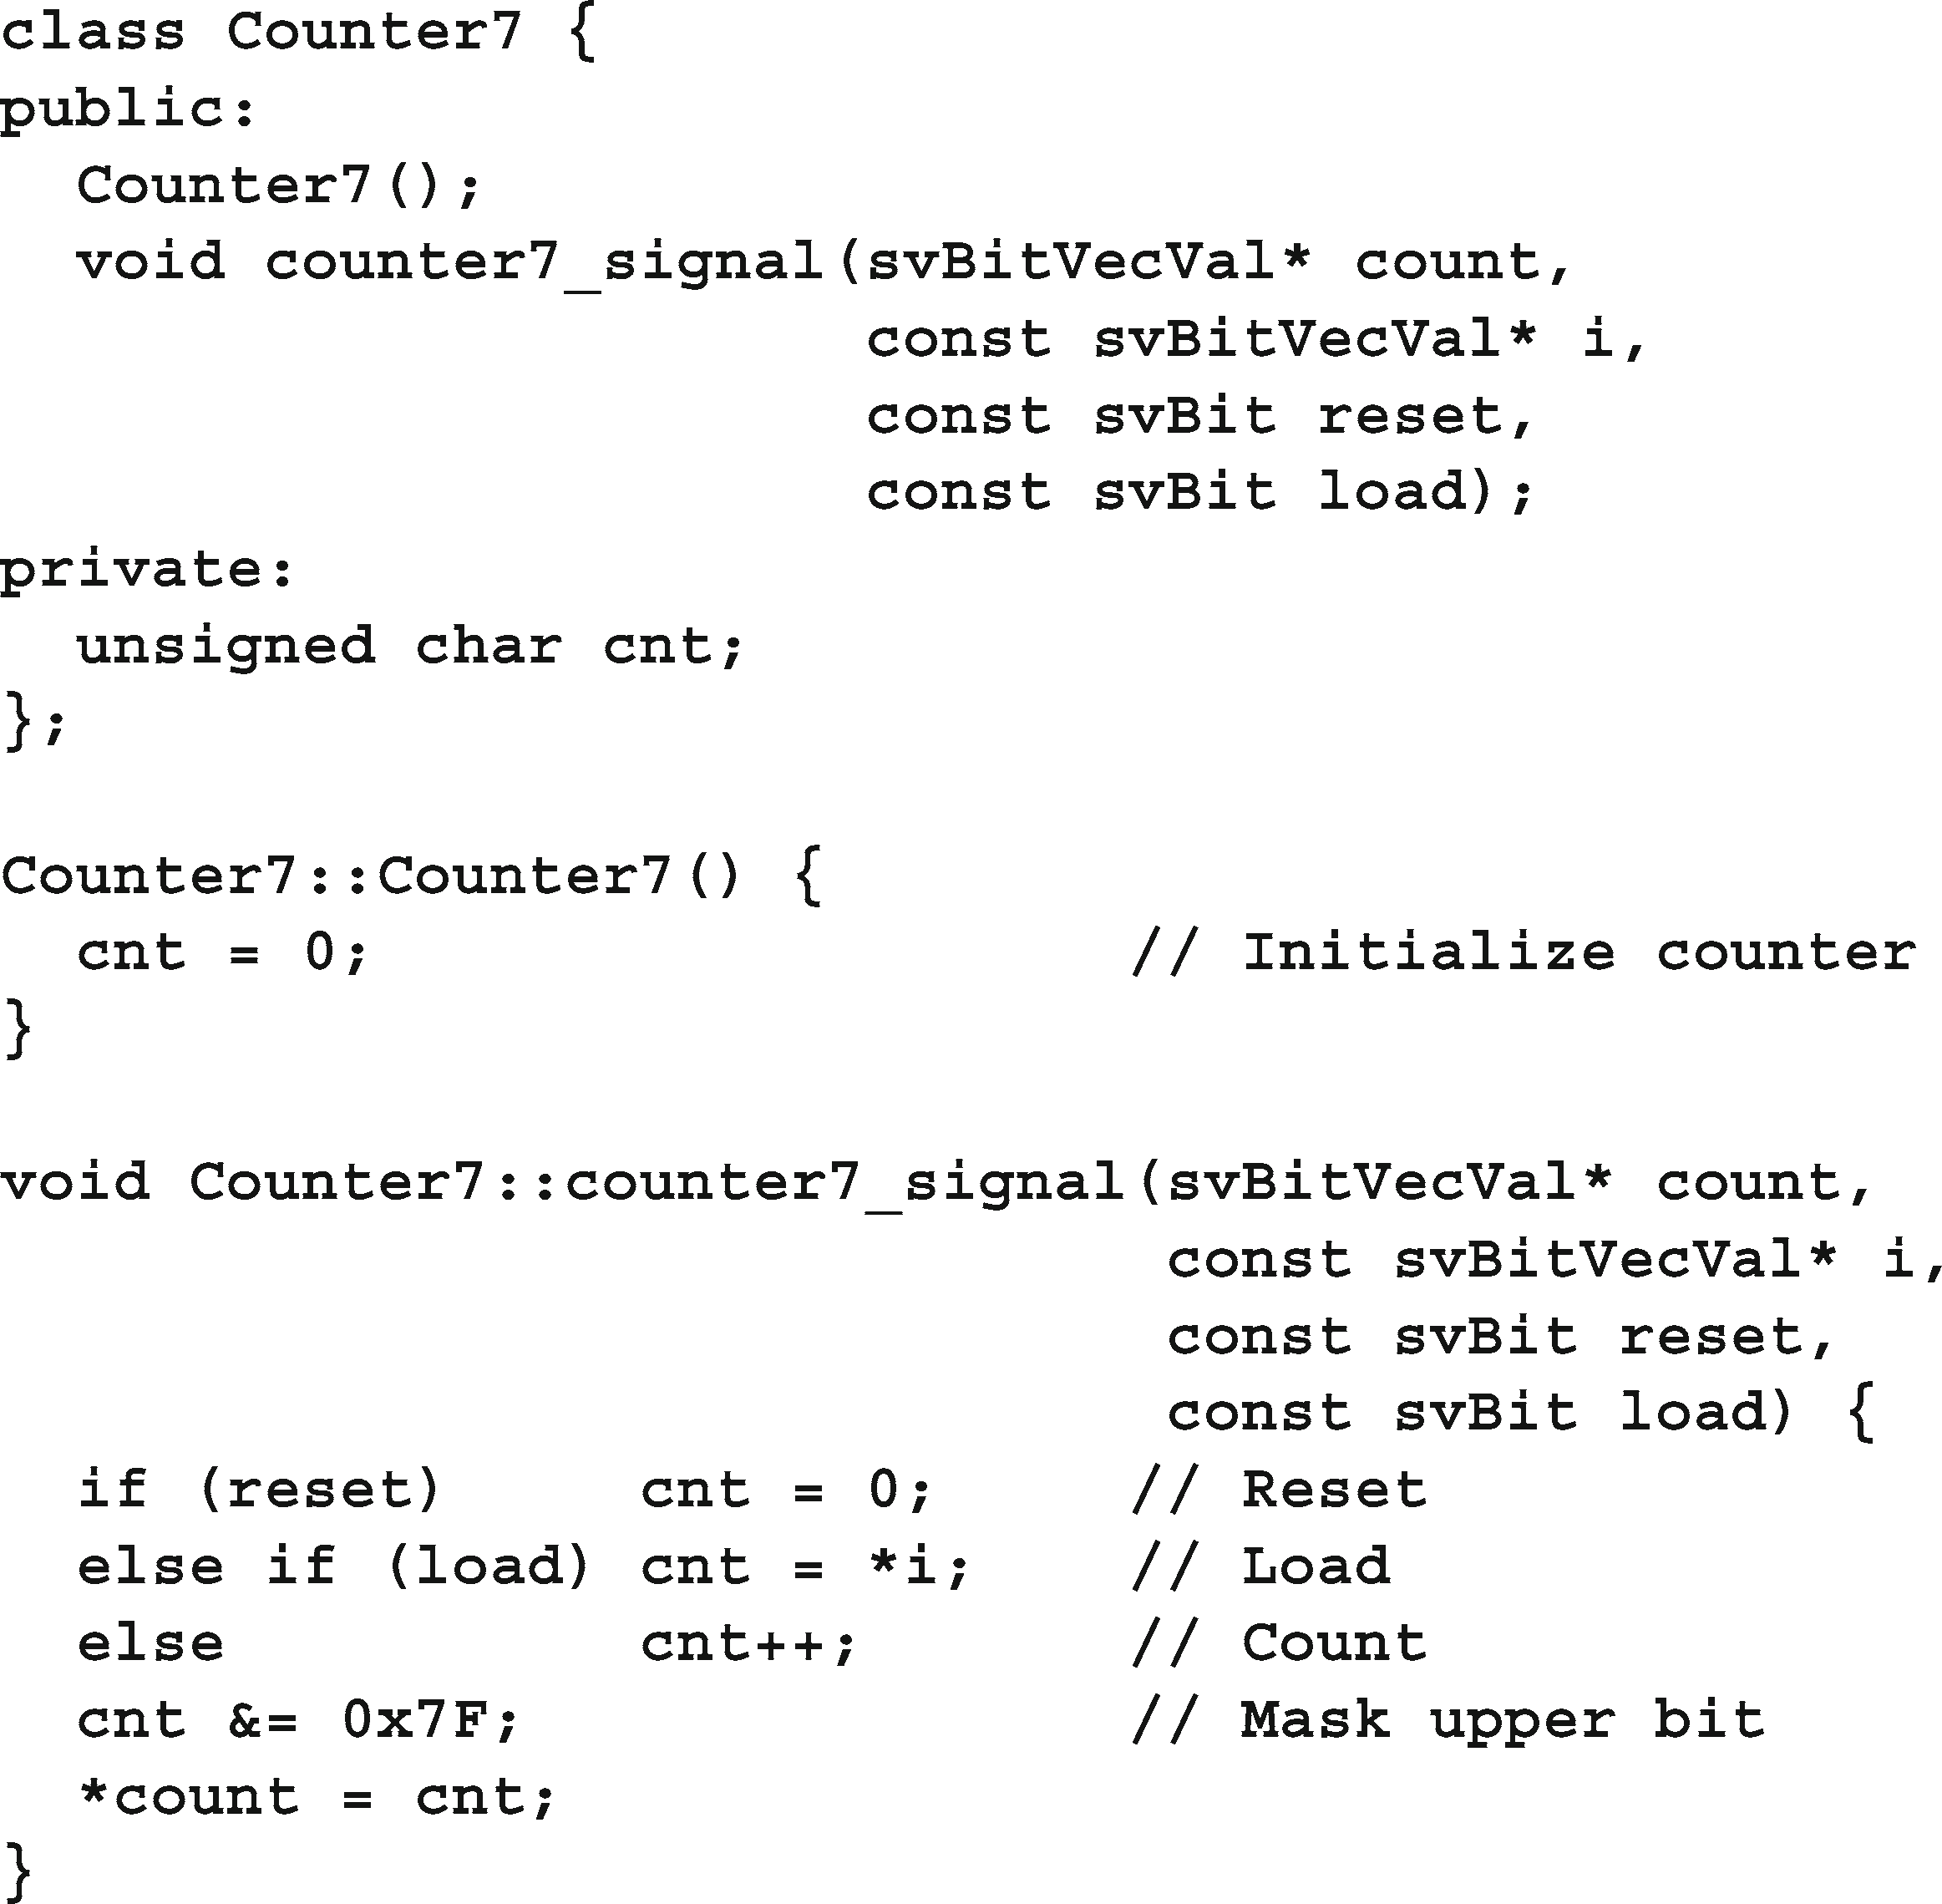 class Counter7 {
public:
  Counter7();
  void counter7_signal(svBitVecVal* count,
                       const svBitVecVal* i,
                       const svBit reset,
                       const svBit load);
private:
  unsigned char cnt;
};

Counter7::Counter7() {
  cnt = 0;                    // Initialize counter
}

void Counter7::counter7_signal(svBitVecVal* count,
                               const svBitVecVal* i,
                               const svBit reset,
                               const svBit load) {
  if (reset)     cnt = 0;     // Reset
  else if (load) cnt = *i;    // Load
  else           cnt++;       // Count
  cnt &= 0x7F;                // Mask upper bit
  *count = cnt;
}